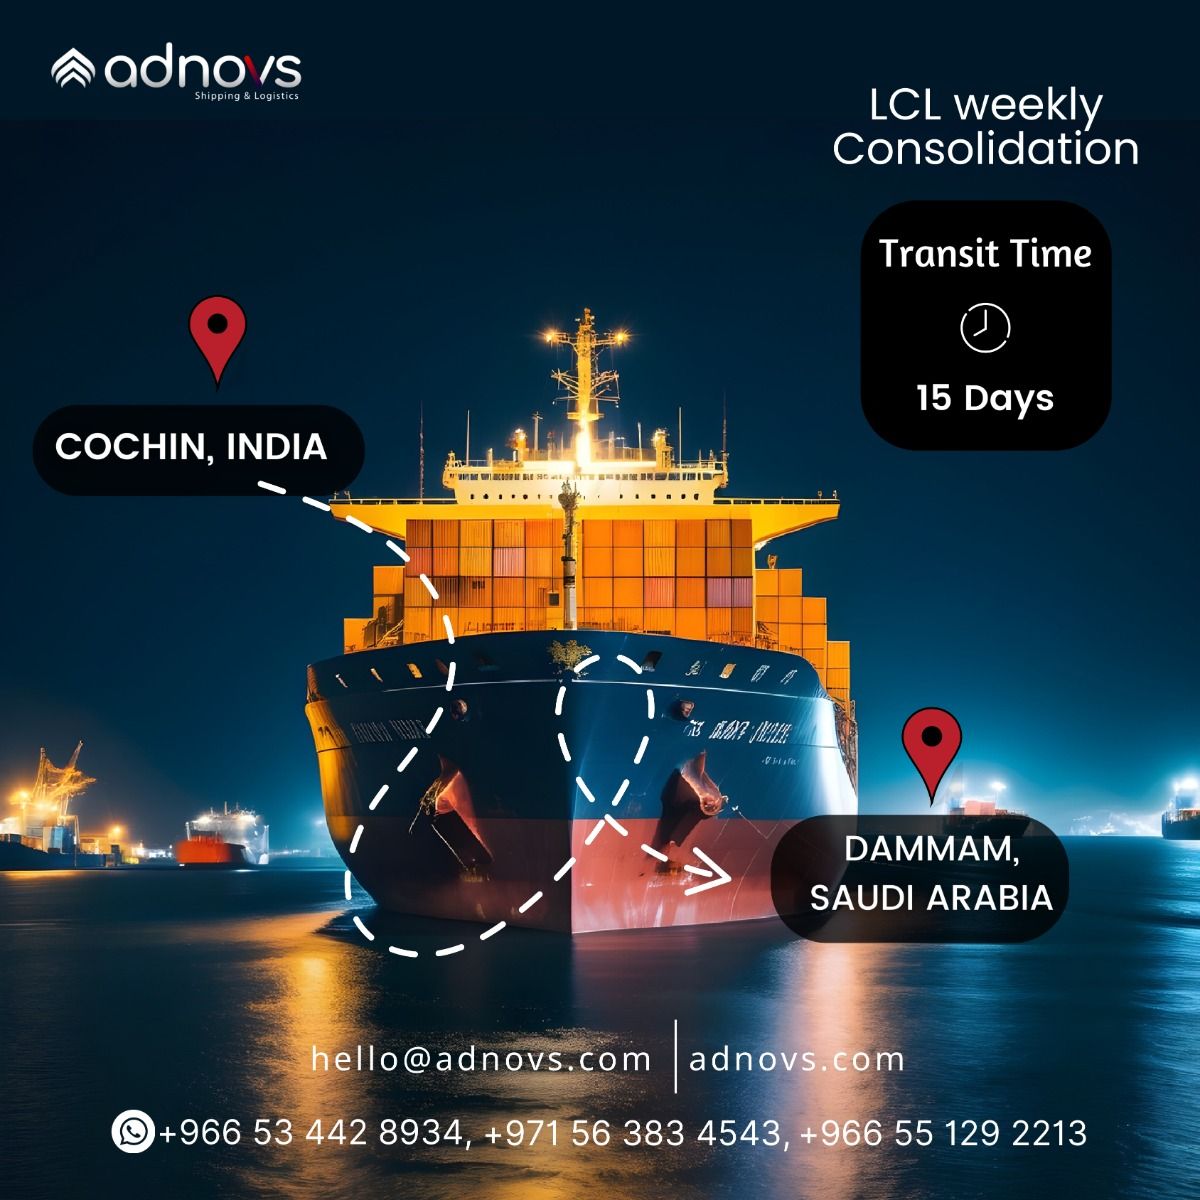 adnovs
Shipping & Logistics
LCL weekly
Consolidation
Transit Time
15 Days
COCHIN, INDIA
DAMMAM,
SAUDI ARABIA
hello@adnovs.com | adnovs.com
+966 53 442 8934, +971 56 383 4543, +966 55 129 2213